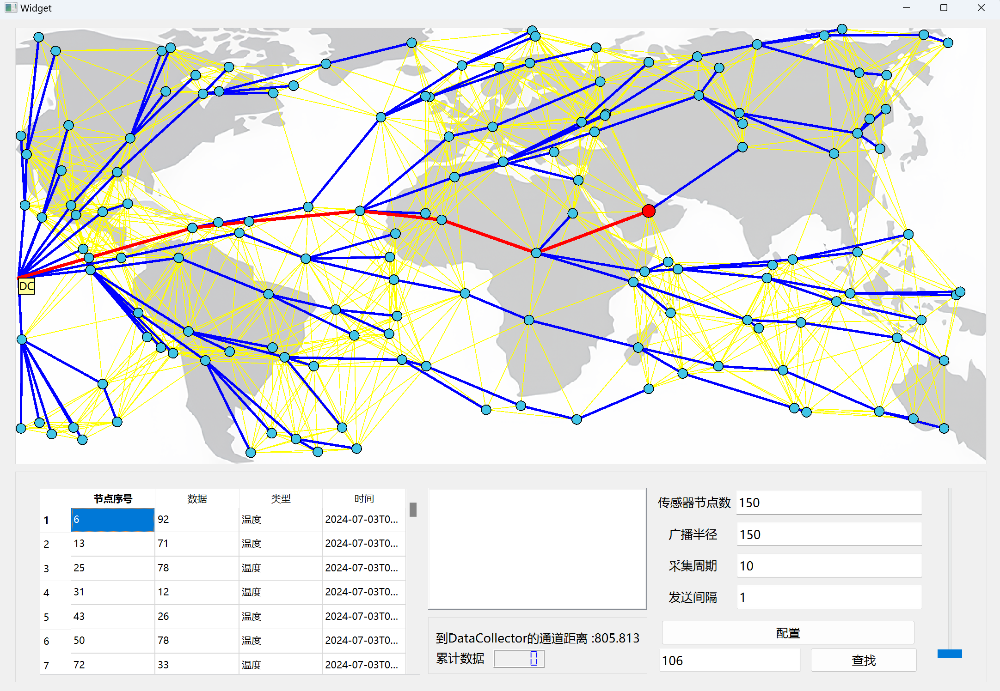 Widget
DC
节点序号 数据 类型 时间
1 6 92 温度 2024-07-03T0...
2 13 71 温度 2024-07-03T0...
3 25 78 温度 2024-07-03T0...
4 31 12 温度 2024-07-03T0...
5 43 26 温度 2024-07-03T0...
6 50 78 温度 2024-07-03T0...
7 72 33 温度 2024-07-03T0...
到DataCollector的通道距离 :805.813
累计数据 0
传感器节点数 150
广播半径 150
采集周期 10
发送间隔 1
配置
106 查找